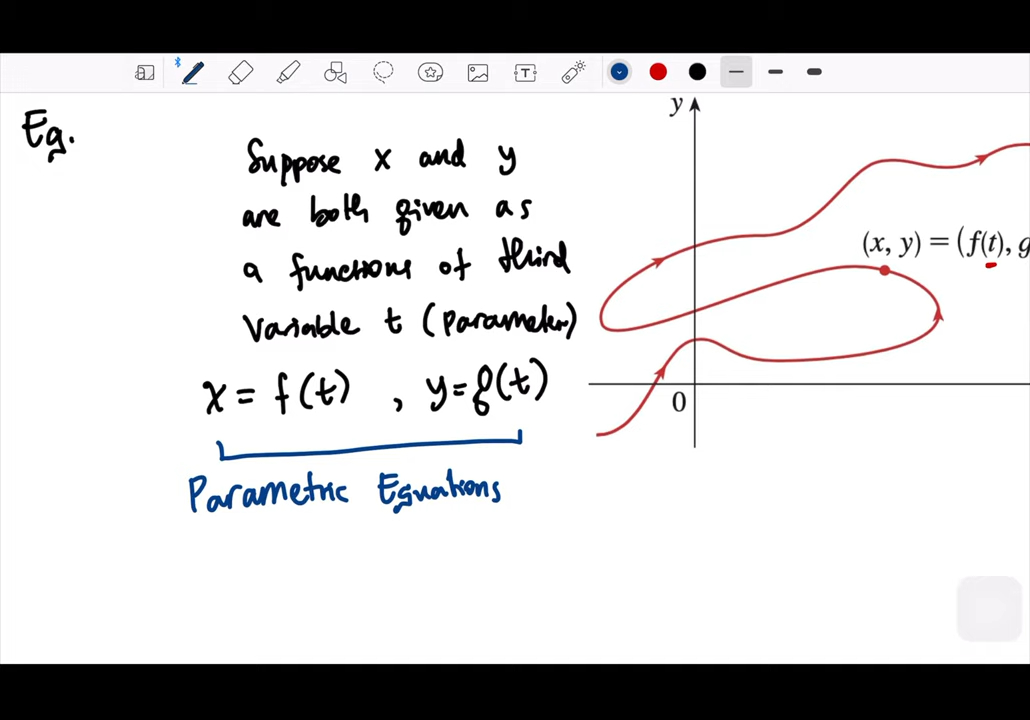 Eg.
Suppose x and y
are both given as
a functions of third
variable t (parameter)
x = f(t) , y = g(t)
Parametric Equations
y
(x, y) = (f(t), g
0
T